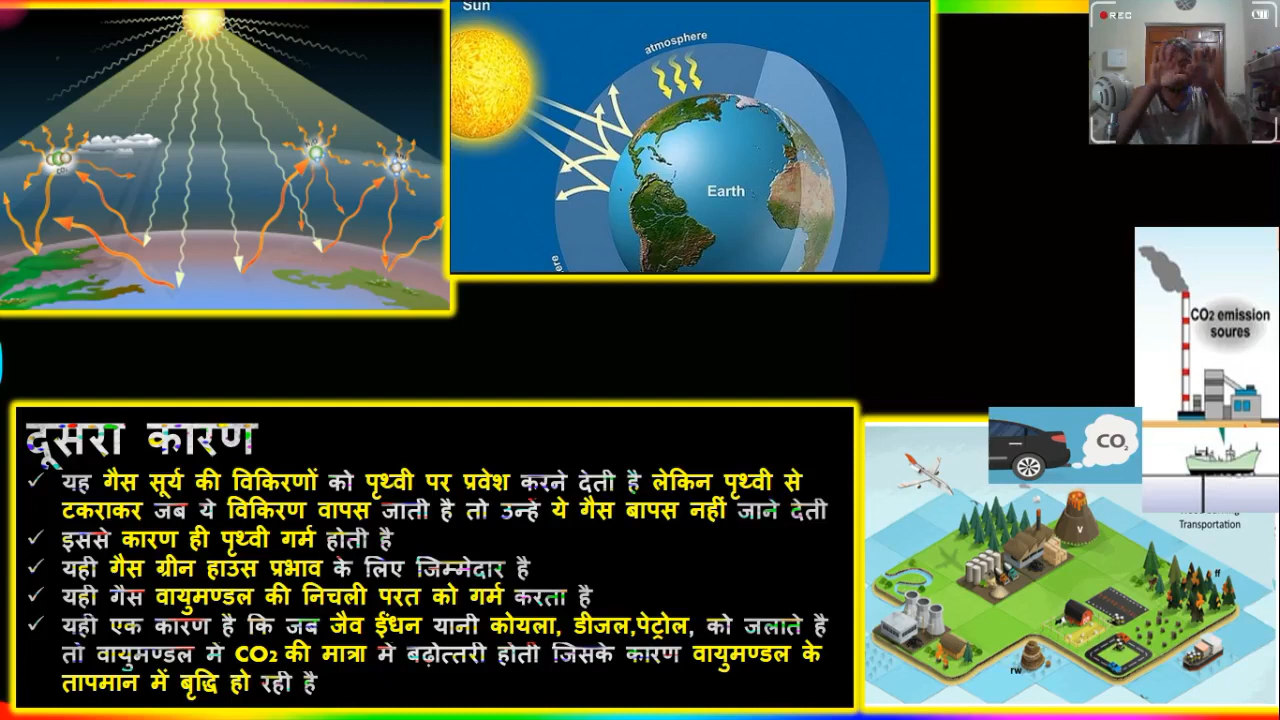 Sun
REC
atmosphere
Earth
CO2 emission
soures
CO₂
Transportation
दूसरा कारण
✓ यह गैस सूर्य की विकिरणों को पृथ्वी पर प्रवेश करने देती है लेकिन पृथ्वी से
टकराकर जब ये विकिरण वापस जाती है तो उन्हें ये गैस बापस नहीं जाने देती
✓ इससे कारण ही पृथ्वी गर्म होती है
✓ यही गैस ग्रीन हाउस प्रभाव के लिए जिम्मेदार है
✓ यही गैस वायुमण्डल की निचली परत को गर्म करता है
✓ यही एक कारण है कि जब जैव ईंधन यानी कोयला, डीजल,पेट्रोल, को जलाते है
तो वायुमण्डल में CO₂ की मात्रा मे बढ़ोत्तरी होती जिसके कारण वायुमण्डल के
तापमान में बृद्धि हो रही है
V
ff
rw